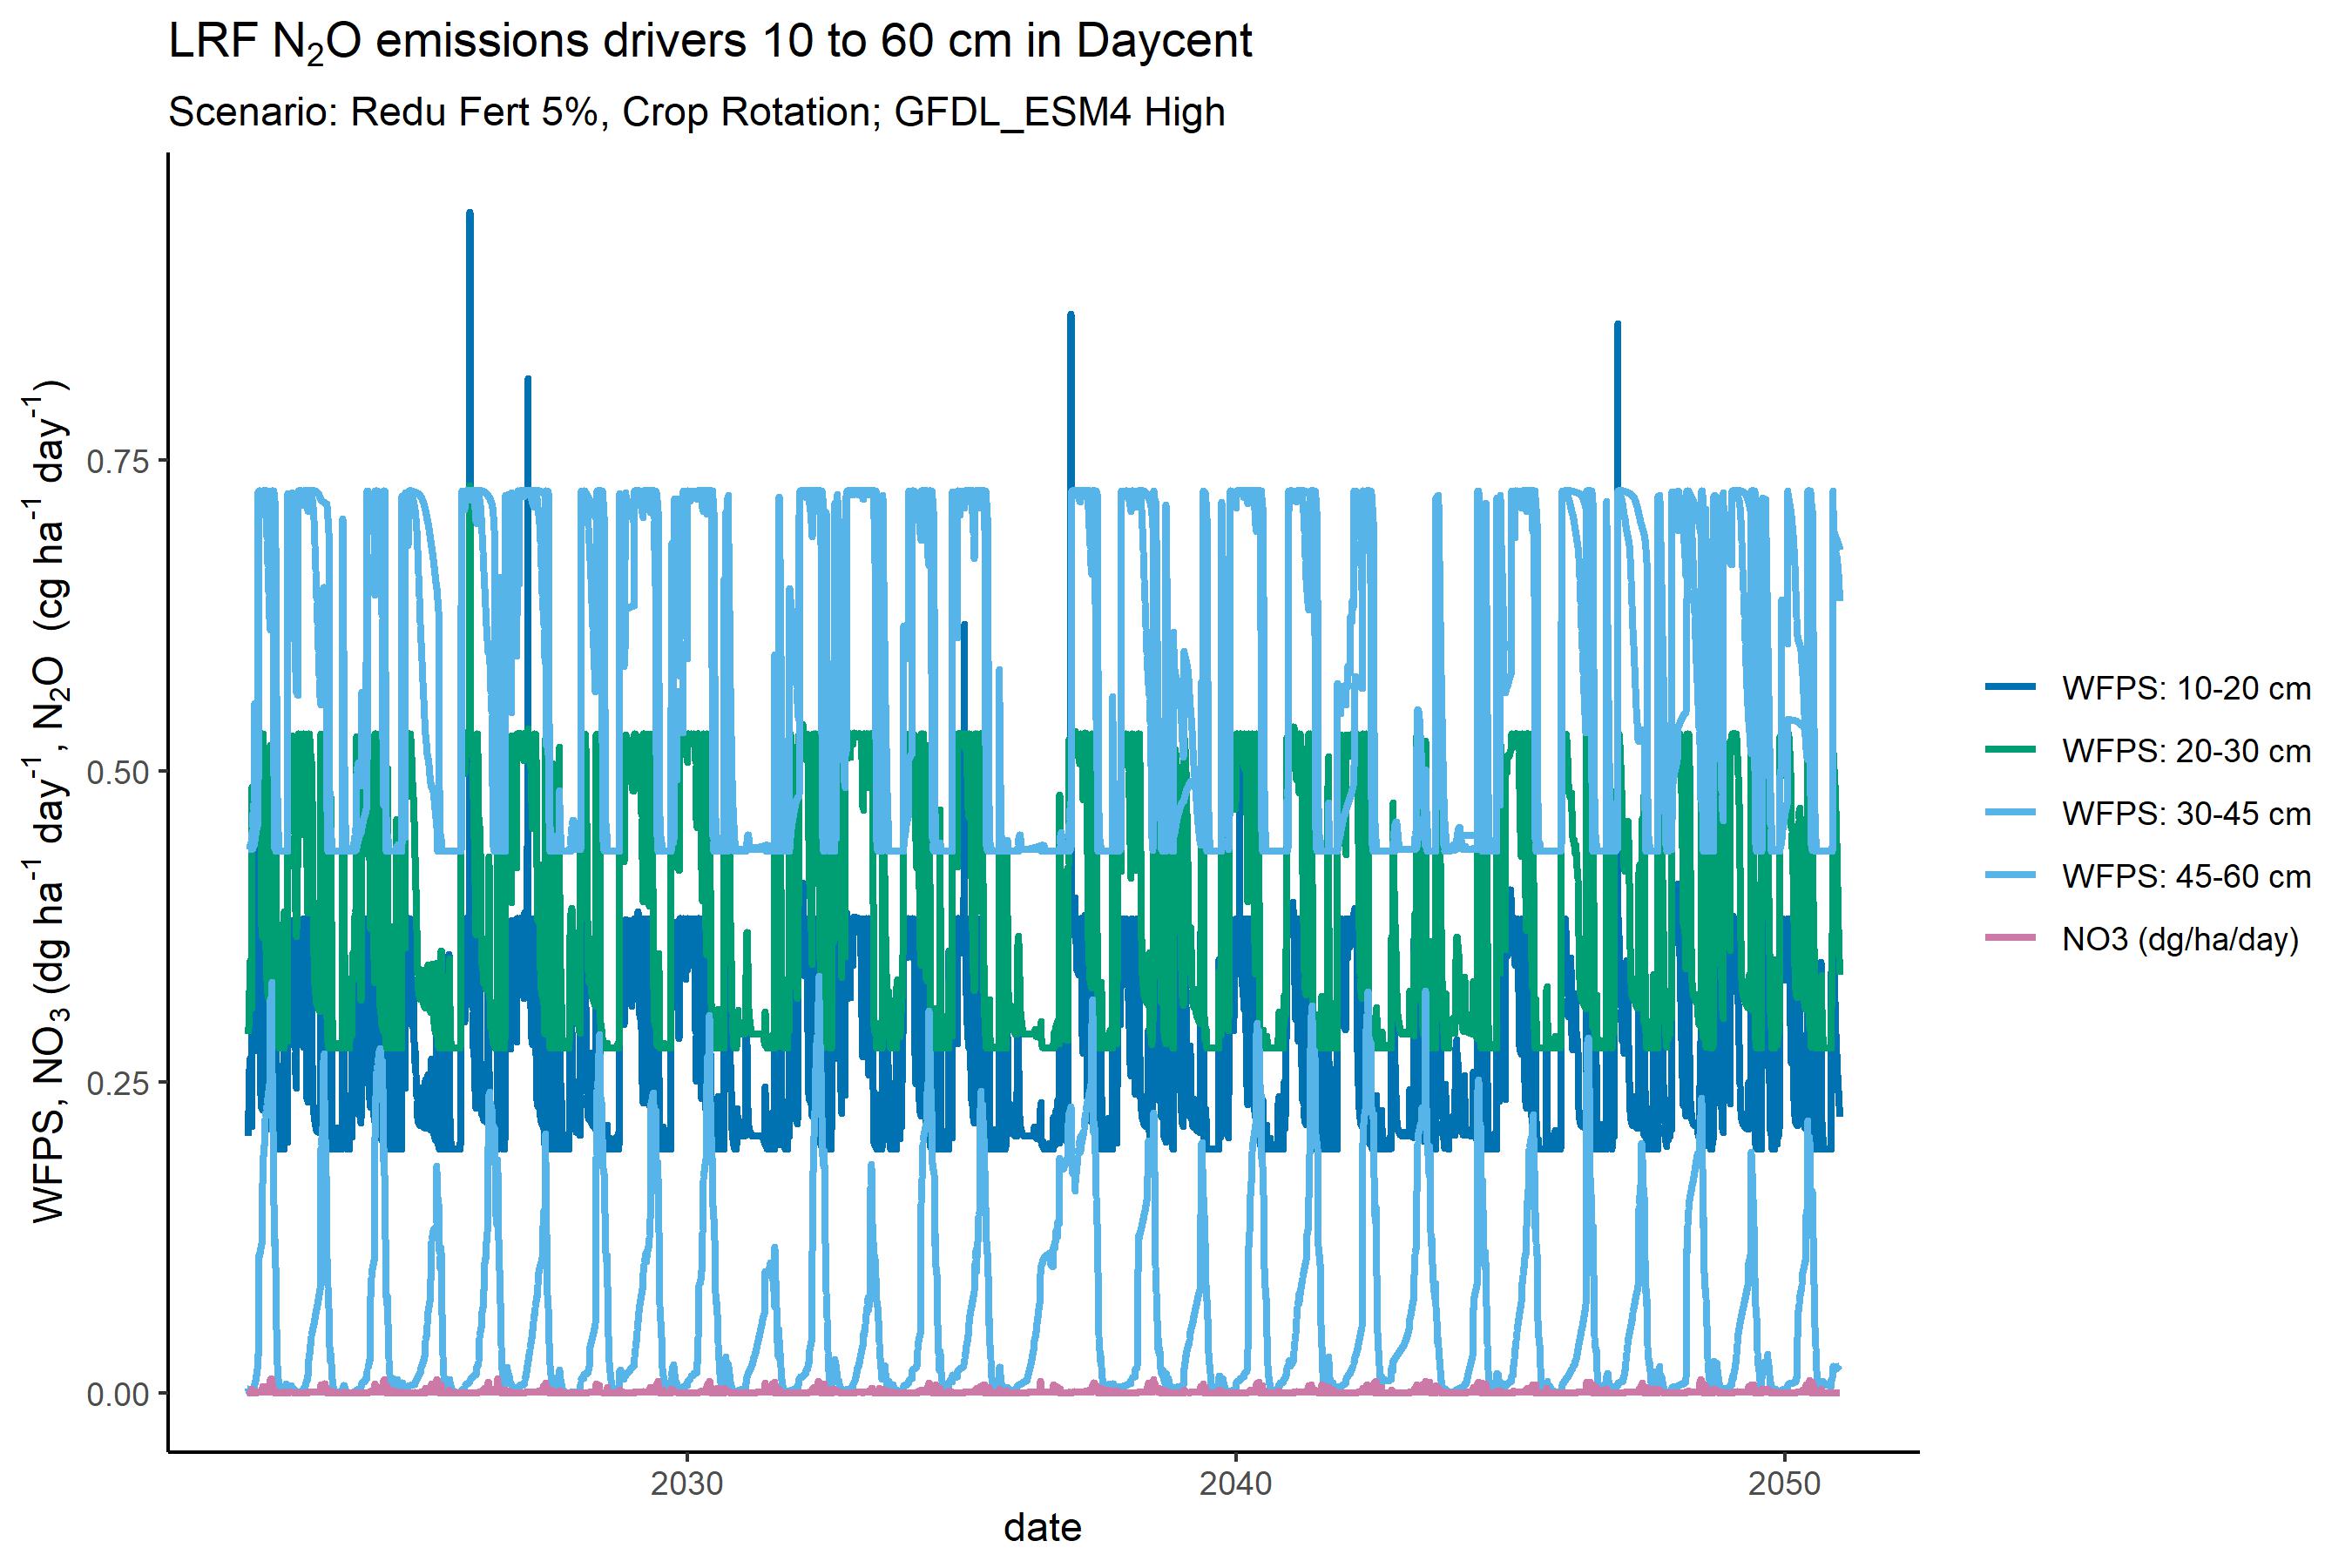 LRF N₂O emissions drivers 10 to 60 cm in Daycent
Scenario: Redu Fert 5%, Crop Rotation; GFDL_ESM4 High
WFPS, NO₃ (dg ha⁻¹ day⁻¹, N₂O (cg ha⁻¹ day⁻¹)
0.75
0.50
0.25
0.00
2030
2040
2050
date
WFPS: 10-20 cm
WFPS: 20-30 cm
WFPS: 30-45 cm
WFPS: 45-60 cm
NO3 (dg/ha/day)